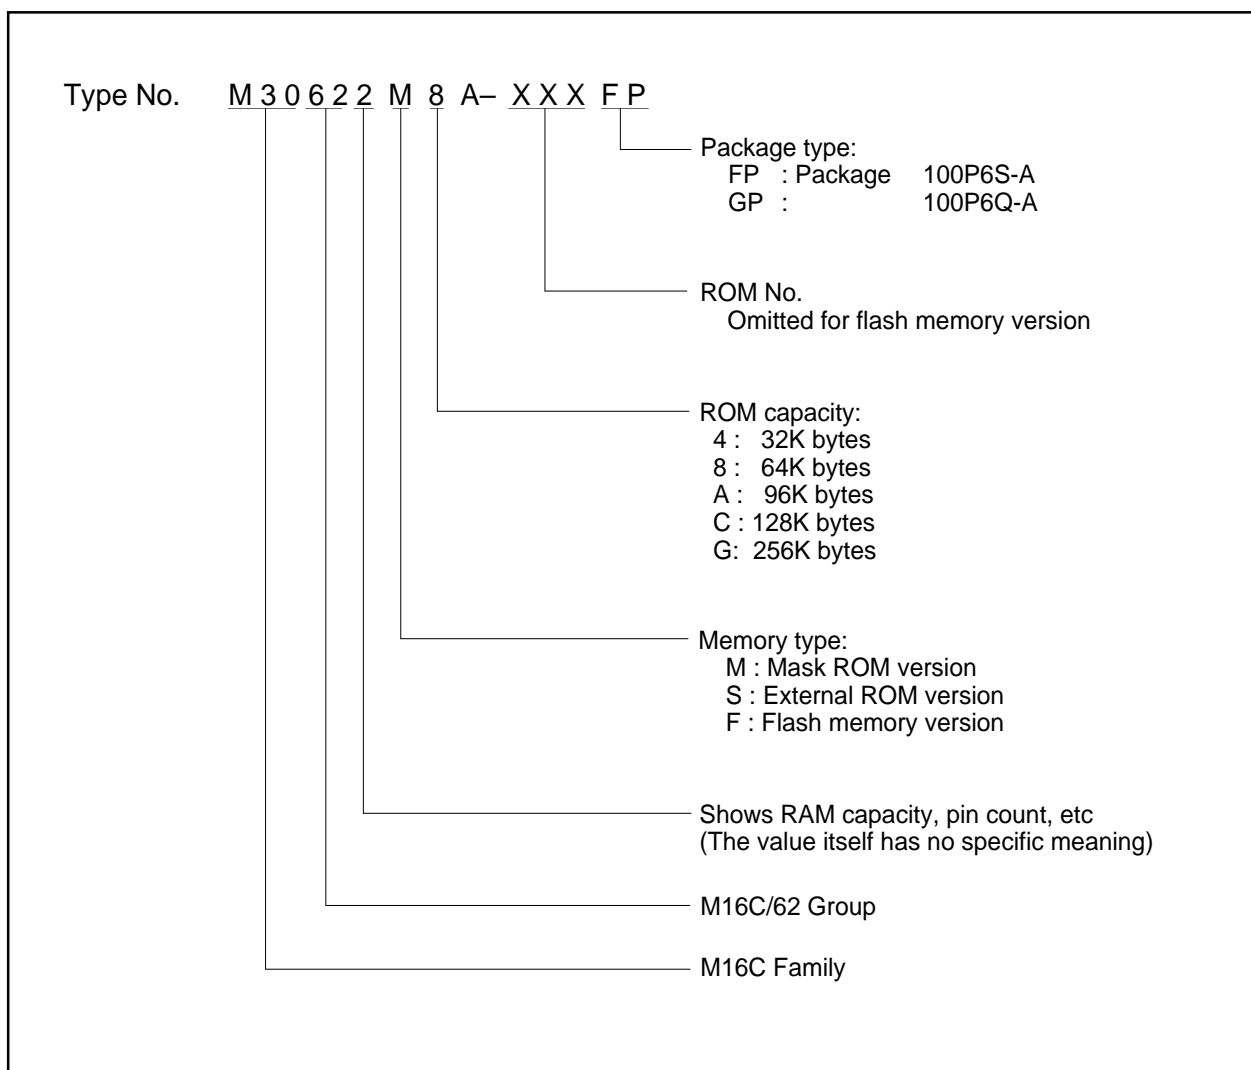 Type No. M 3 0 6 2 2 M 8 A– X X X F P
Package type:
FP : Package 100P6S-A
GP : 100P6Q-A
ROM No.
Omitted for flash memory version
ROM capacity:
4 : 32K bytes
8 : 64K bytes
A : 96K bytes
C : 128K bytes
G: 256K bytes
Memory type:
M : Mask ROM version
S : External ROM version
F : Flash memory version
Shows RAM capacity, pin count, etc
(The value itself has no specific meaning)
M16C/62 Group
M16C Family